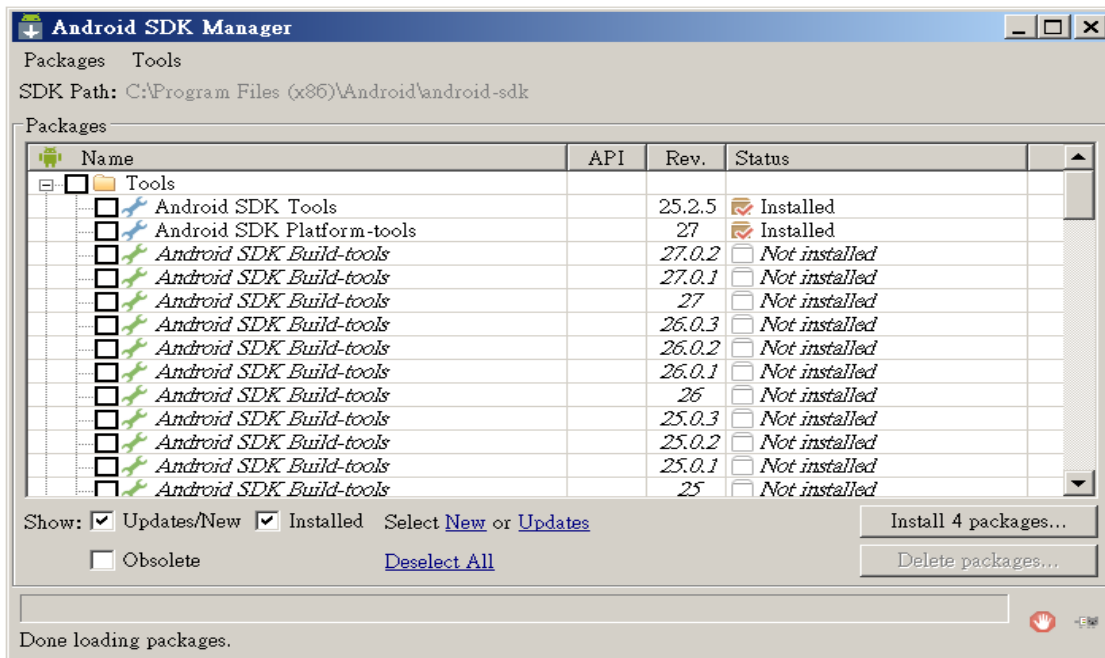 Android SDK Manager
Packages Tools
SDK Path: C:\Program Files (x86)\Android\android-sdk
Packages
Name API Rev. Status
Tools
Android SDK Tools 25.2.5 Installed
Android SDK Platform-tools 27 Installed
Android SDK Build-tools 27.0.2 Not installed
Android SDK Build-tools 27.0.1 Not installed
Android SDK Build-tools 27 Not installed
Android SDK Build-tools 26.0.3 Not installed
Android SDK Build-tools 26.0.2 Not installed
Android SDK Build-tools 26.0.1 Not installed
Android SDK Build-tools 26 Not installed
Android SDK Build-tools 25.0.3 Not installed
Android SDK Build-tools 25.0.2 Not installed
Android SDK Build-tools 25.0.1 Not installed
Android SDK Build-tools 25 Not installed
Show: Updates/New Installed Select New or Updates Install 4 packages...
Obsolete Deselect All Delete packages...
Done loading packages.